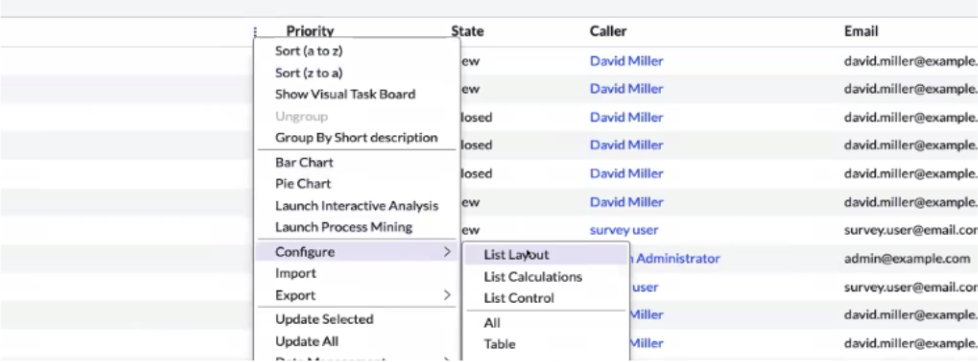 Priority State Caller Email
Sort (a to z)
Sort (z to a)
Show Visual Task Board
Ungroup
Group By Short description
Bar Chart
Pie Chart
Launch Interactive Analysis
Launch Process Mining
Configure
Import
Export
Update Selected
Update All
List Layout
List Calculations
List Control
All
Table
ew David Miller david.miller@example.
ew David Miller david.miller@example.
losed David Miller david.miller@example.
losed David Miller david.miller@example.
losed David Miller david.miller@example.
ew David Miller david.miller@example.
ew survey user survey.user@email.com
Administrator admin@example.com
user survey.user@email.com
Miller david.miller@example.
Miller david.miller@example.